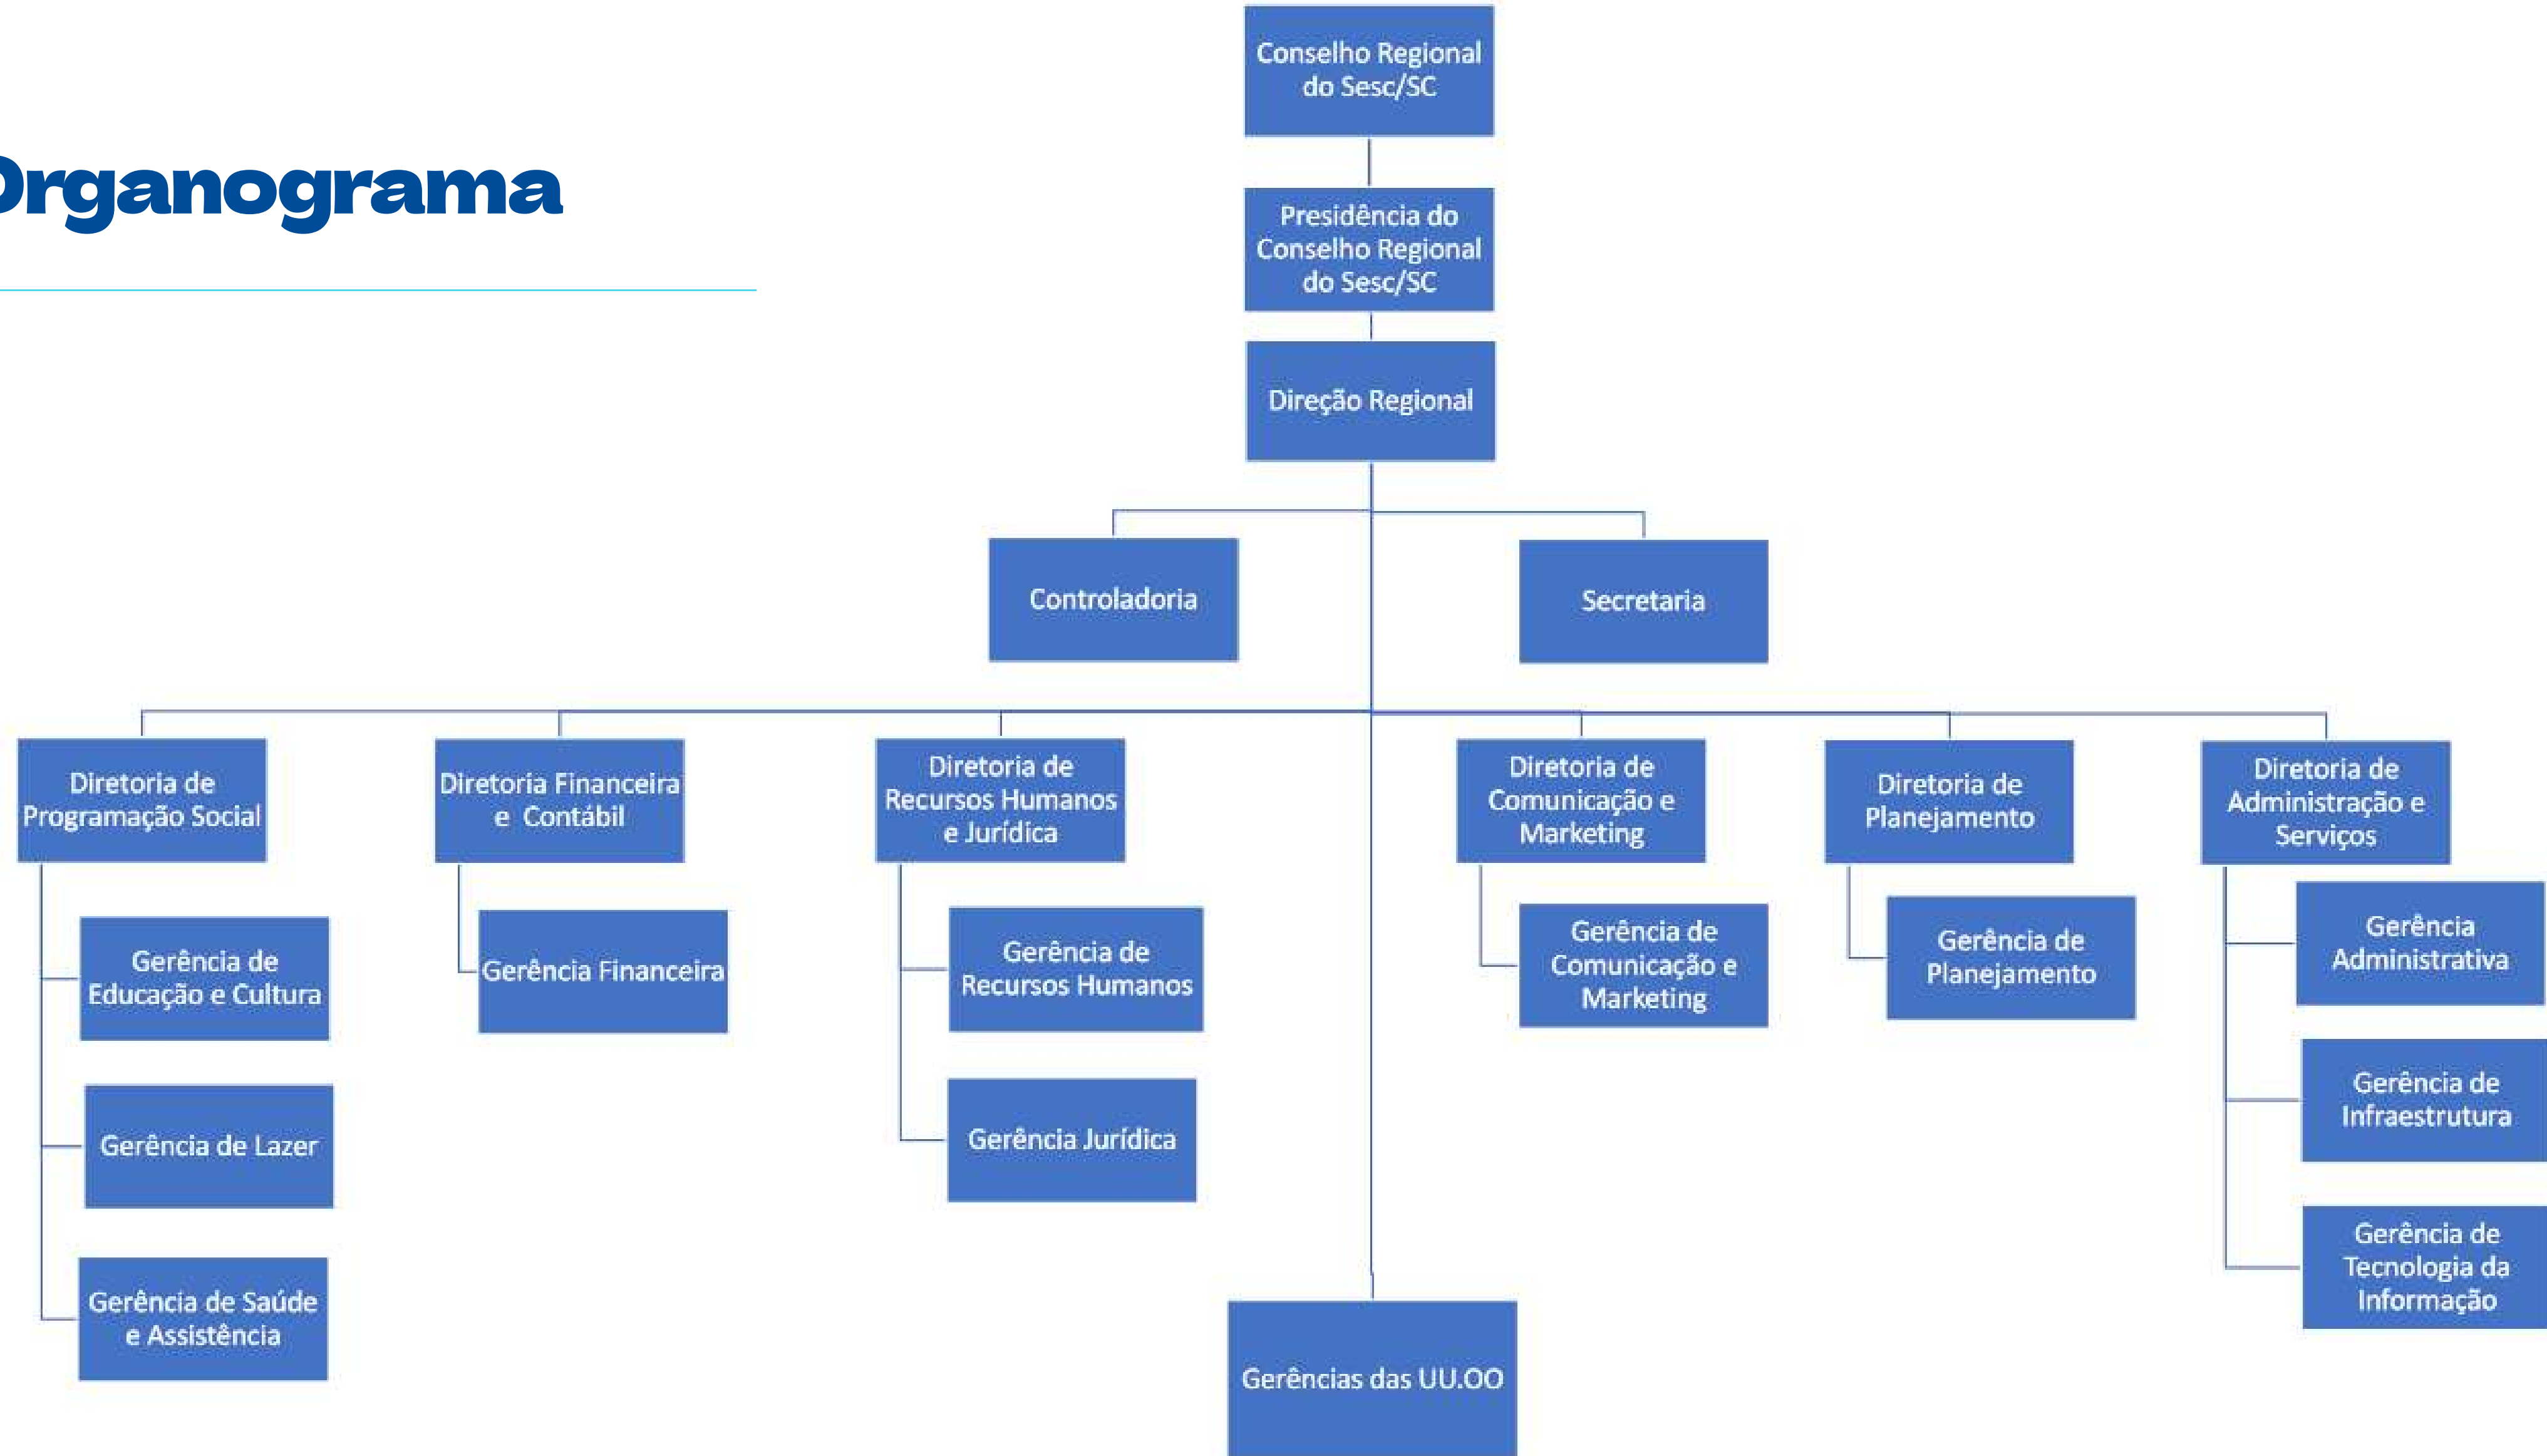 Organograma
Conselho Regional
do Sesc/SC
Presidência do
Conselho Regional
do Sesc/SC
Direção Regional
Controladoria
Secretaria
Diretoria de
Programação Social
Diretoria Financeira
e Contábil
Diretoria de
Recursos Humanos
e Jurídica
Diretoria de
Comunicação e
Marketing
Diretoria de
Planejamento
Diretoria de
Administração e
Serviços
Gerência de
Educação e Cultura
Gerência de Lazer
Gerência de Saúde
e Assistência
Gerência Financeira
Gerência de
Recursos Humanos
Gerência Jurídica
Gerência de
Comunicação e
Marketing
Gerência de
Planejamento
Gerência
Administrativa
Gerência de
Infraestrutura
Gerência de
Tecnologia da
Informação
Gerências das UU.OO